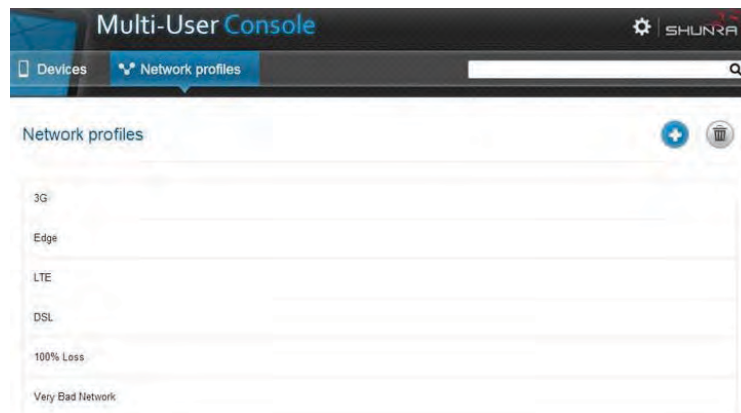 Multi-User Console
SHUNRA
Devices Network profiles
Network profiles
3G
Edge
LTE
DSL
100% Loss
Very Bad Network